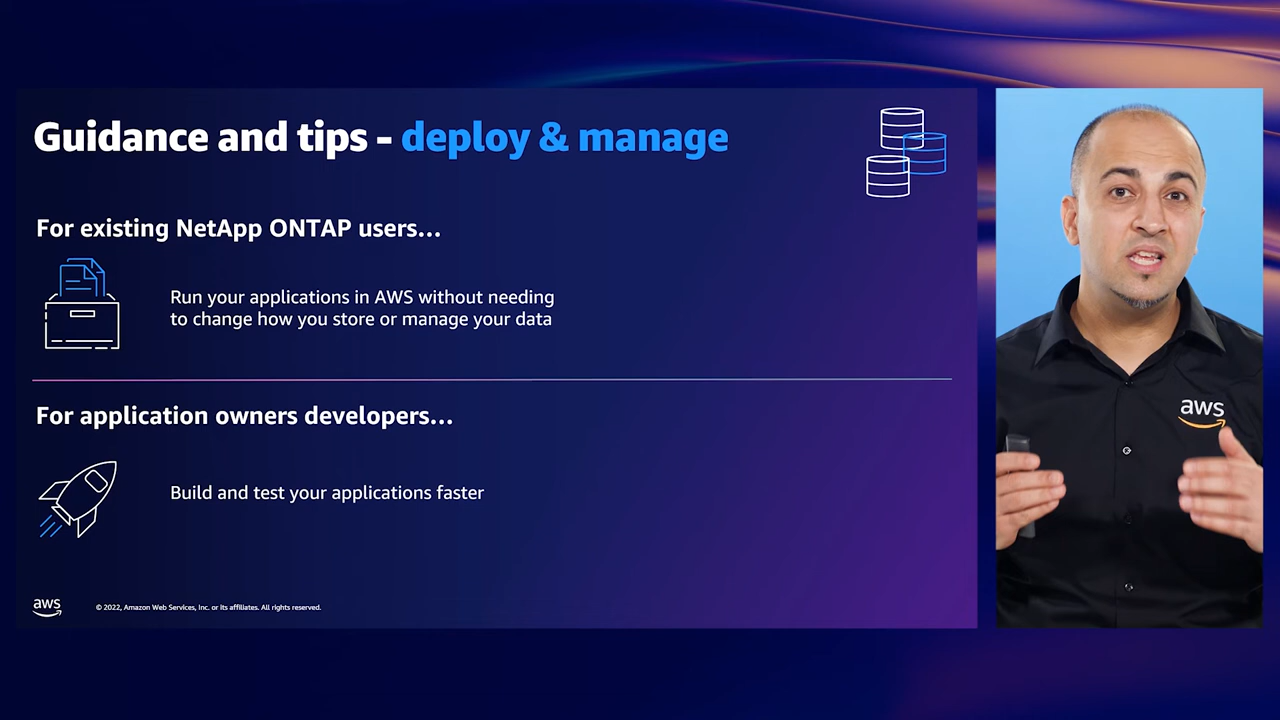 Guidance and tips - deploy & manage
For existing NetApp ONTAP users...
Run your applications in AWS without needing
to change how you store or manage your data
For application owners developers...
Build and test your applications faster
aws
© 2022, Amazon Web Services, Inc. or its affiliates. All rights reserved.
aws